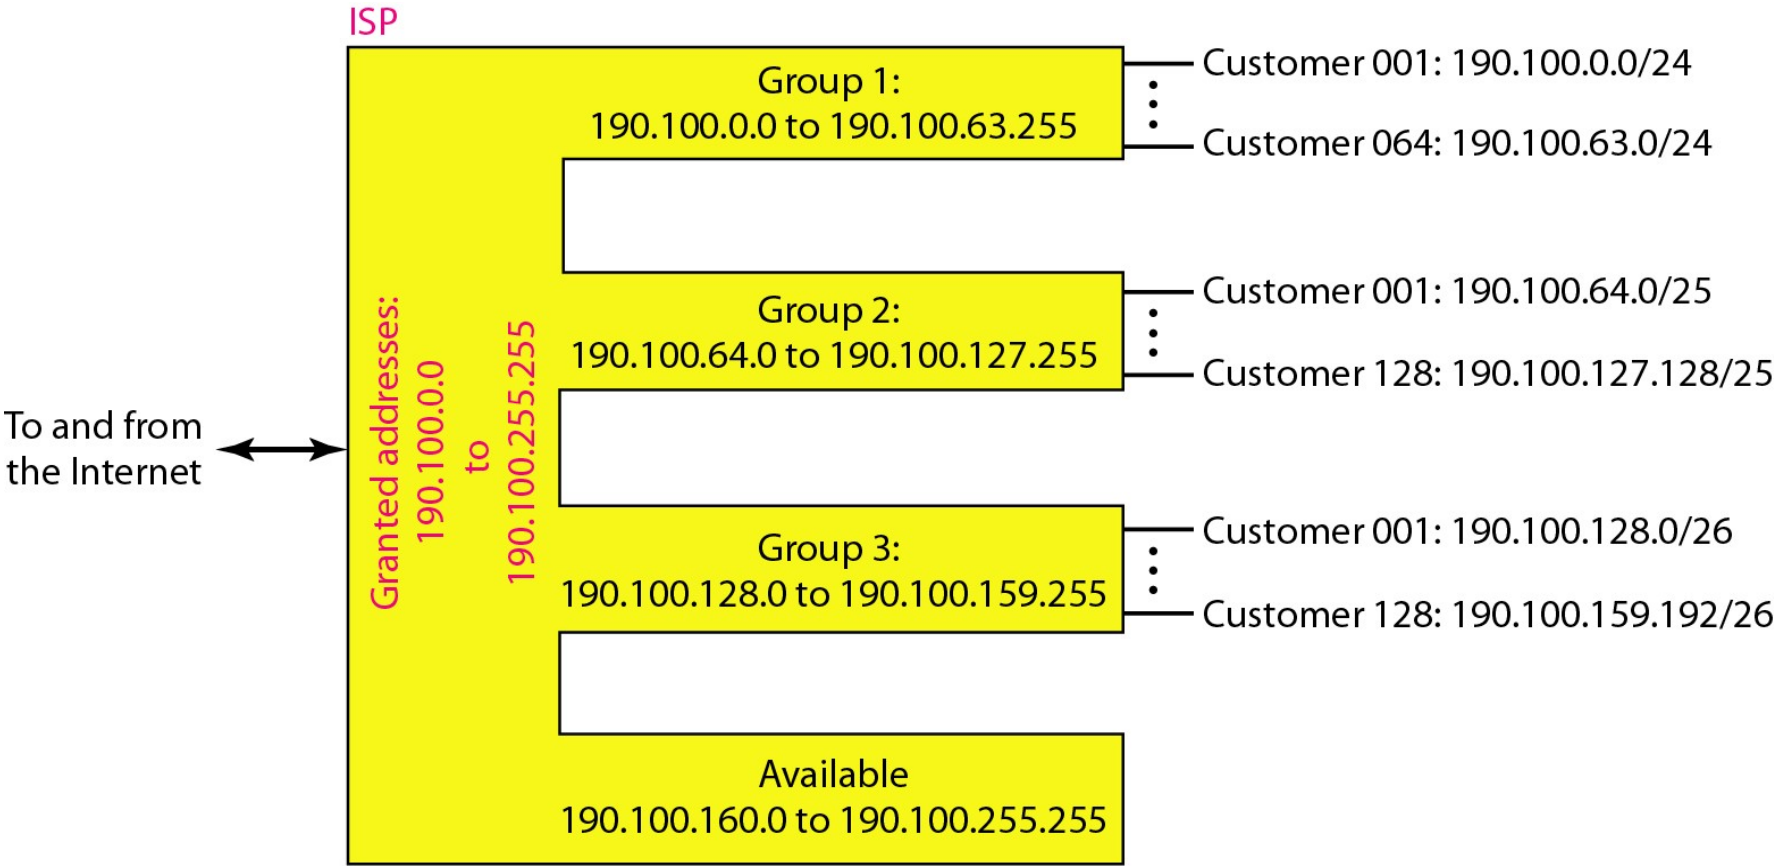 ISP
Group 1:
190.100.0.0 to 190.100.63.255
Customer 001: 190.100.0.0/24
Customer 064: 190.100.63.0/24
Group 2:
190.100.64.0 to 190.100.127.255
Customer 001: 190.100.64.0/25
Customer 128: 190.100.127.128/25
To and from
the Internet
Granted addresses:
190.100.0.0
to
190.100.255.255
Group 3:
190.100.128.0 to 190.100.159.255
Customer 001: 190.100.128.0/26
Customer 128: 190.100.159.192/26
Available
190.100.160.0 to 190.100.255.255